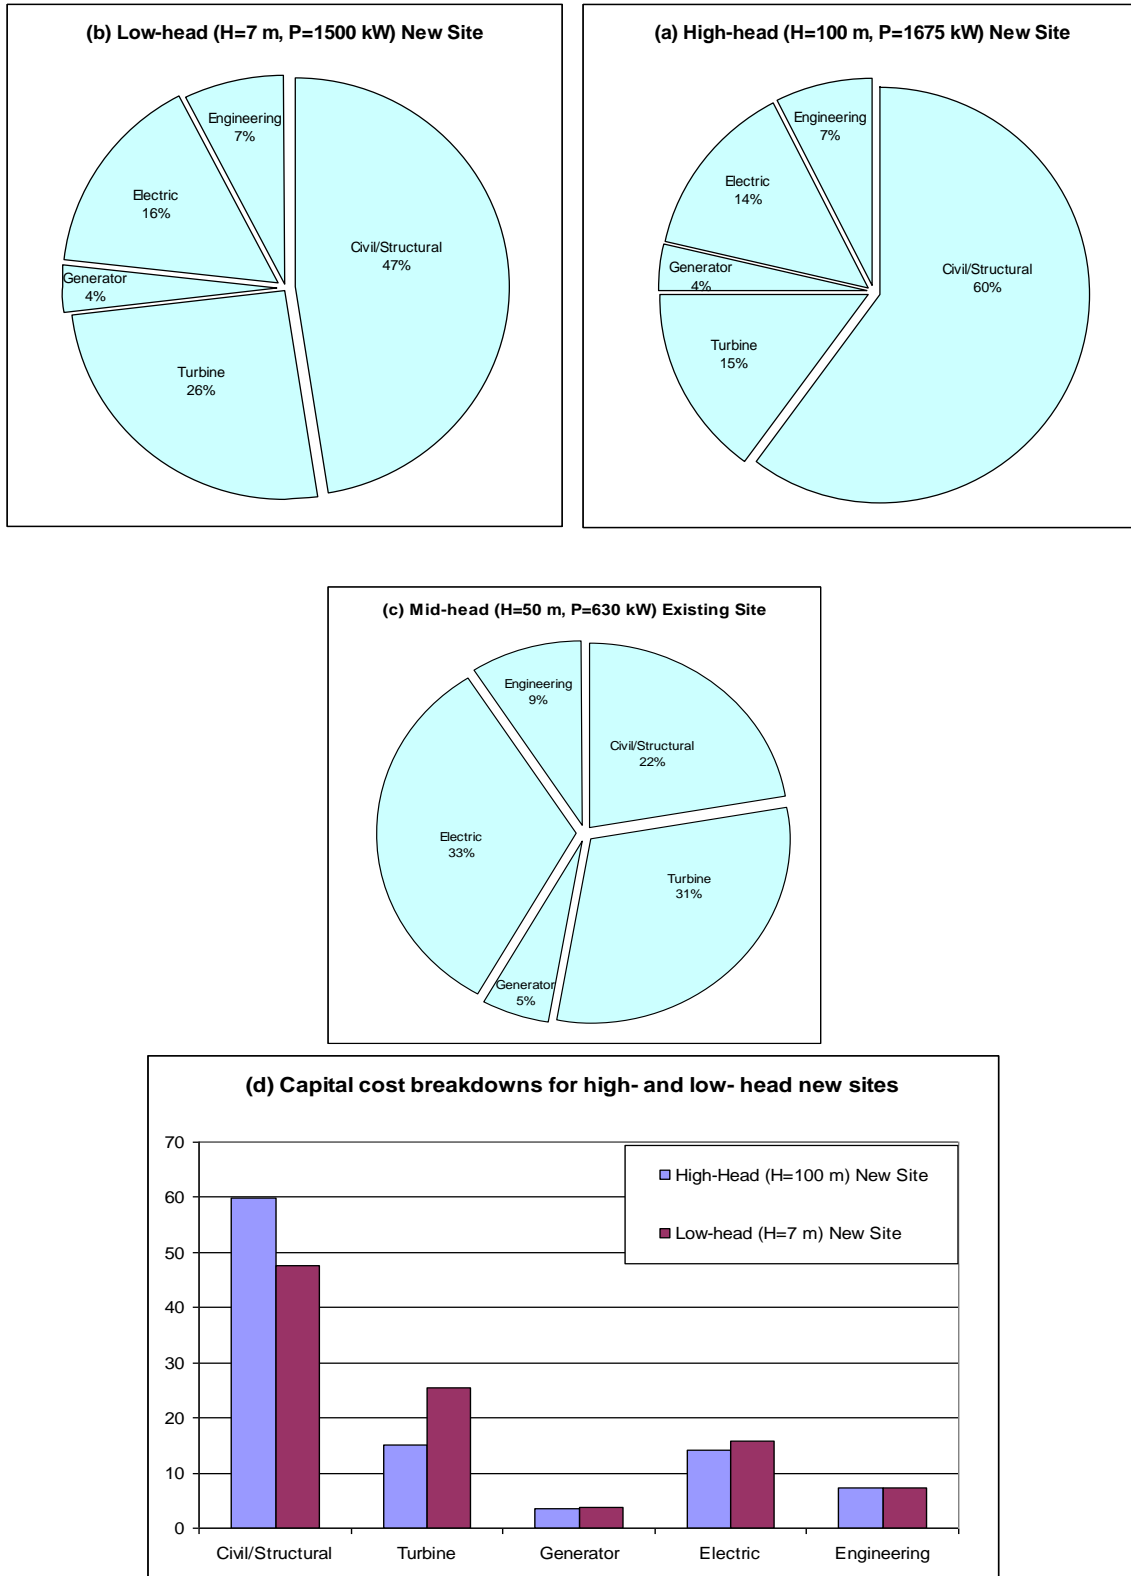 (b) Low-head (H=7 m, P=1500 kW) New Site
Engineering
7%
Electric
16%
Civil/Structural
47%
Generator
4%
Turbine
26%
(a) High-head (H=100 m, P=1675 kW) New Site
Engineering
7%
Electric
14%
Generator
4%
Civil/Structural
60%
Turbine
15%
(c) Mid-head (H=50 m, P=630 kW) Existing Site
Engineering
9%
Civil/Structural
22%
Electric
33%
Turbine
31%
Generator
5%
(d) Capital cost breakdowns for high- and low- head new sites
70
60
50
40
30
20
10
0
High-Head (H=100 m) New Site
Low-head (H=7 m) New Site
Civil/Structural
Turbine
Generator
Electric
Engineering